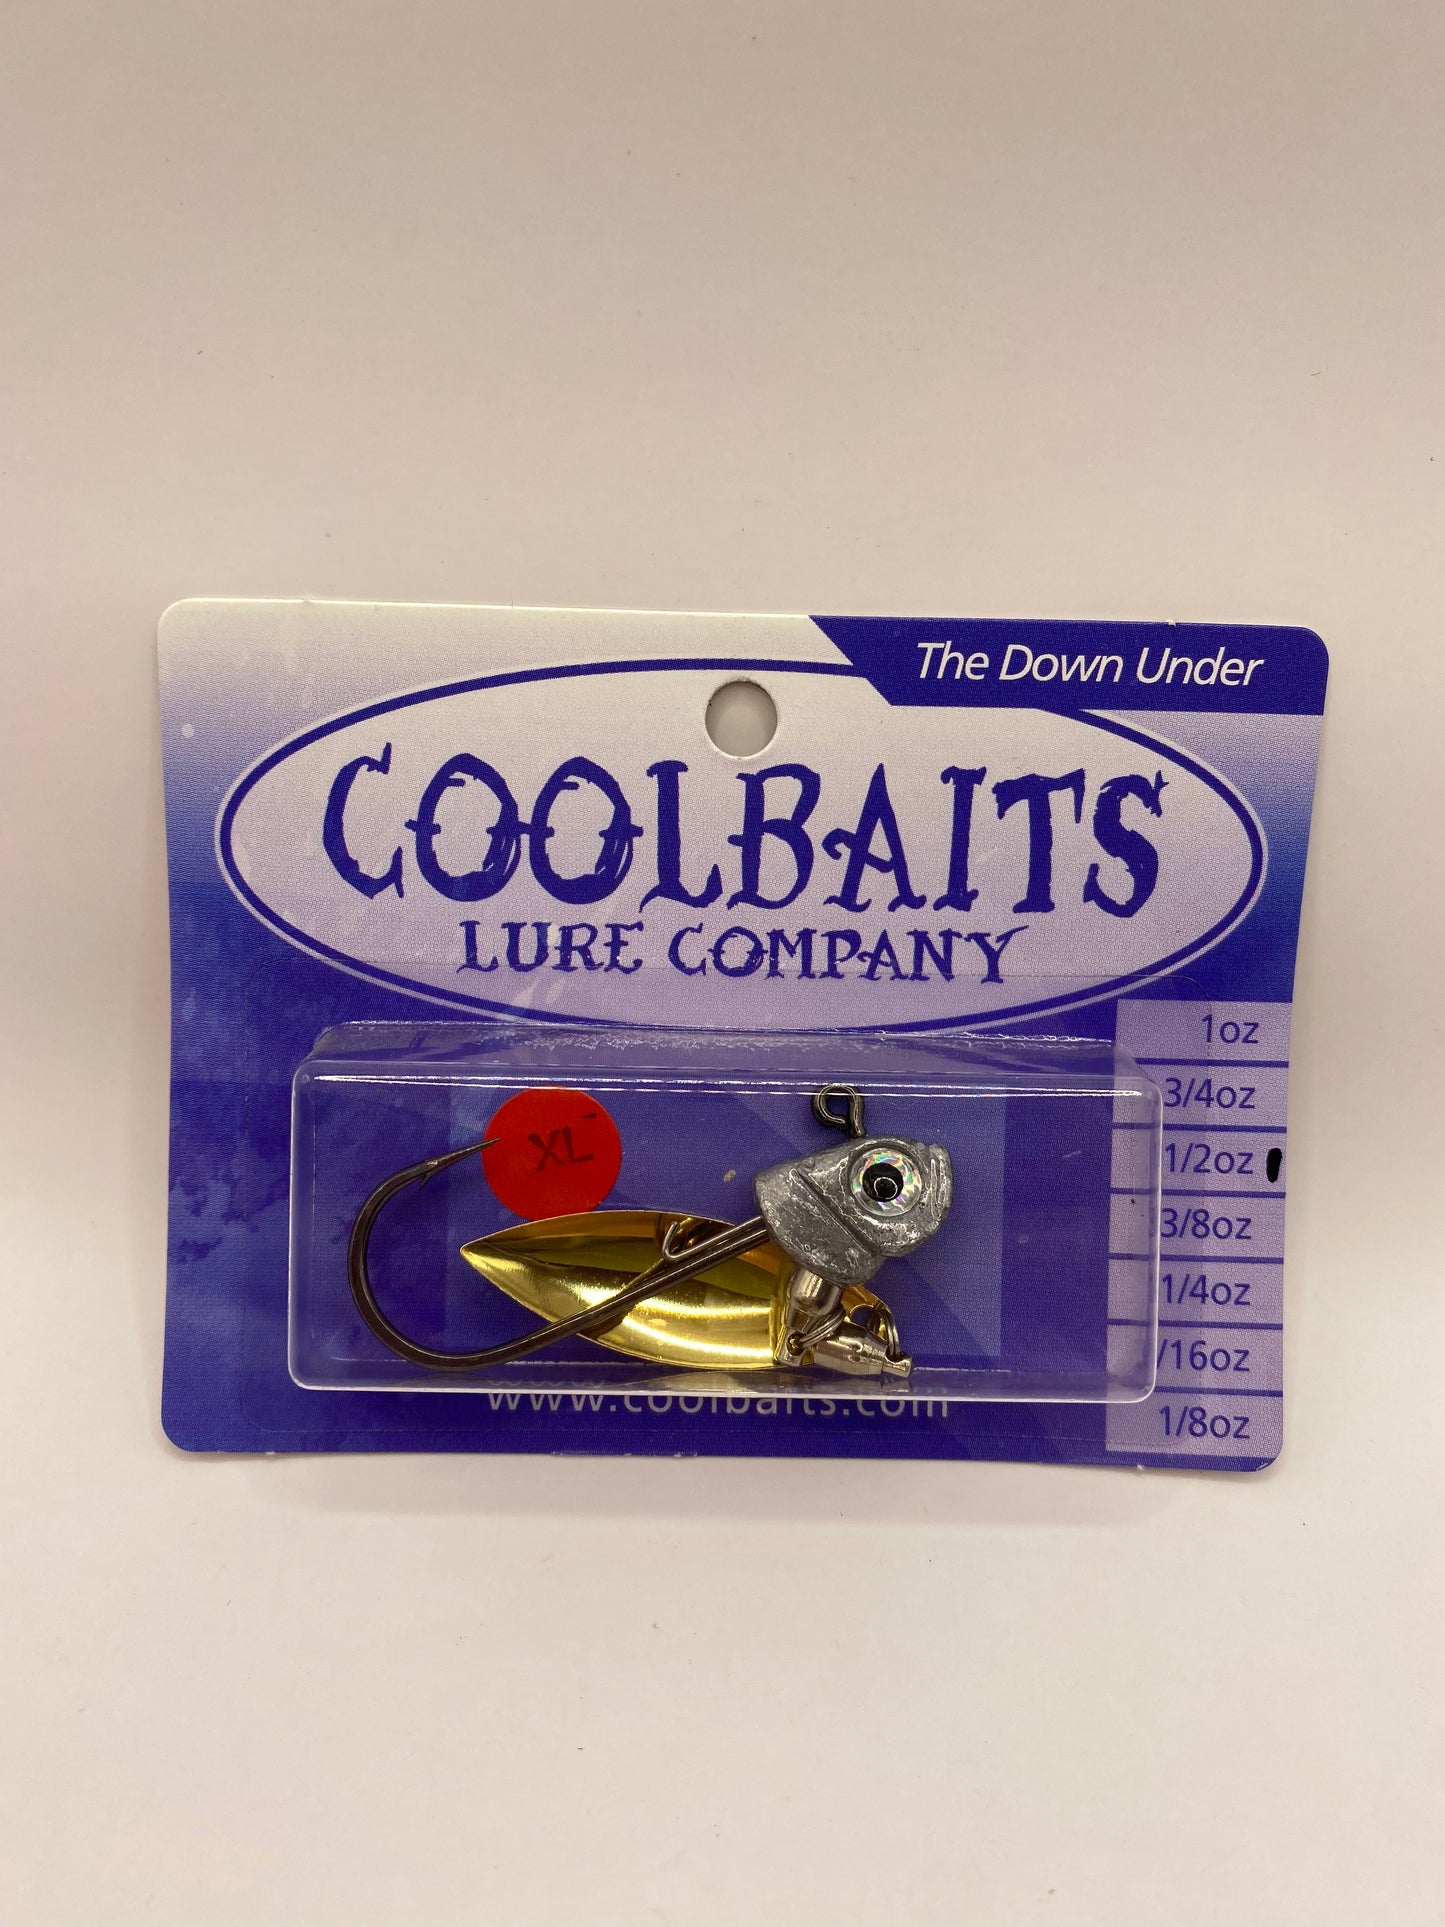 The Down Under
COOLBAITS
LURE COMPANY
1oz
3/4oz
XL
1/2oz
3/8oz
1/4oz
/16oz
1/8oz
www.coolbaits.com